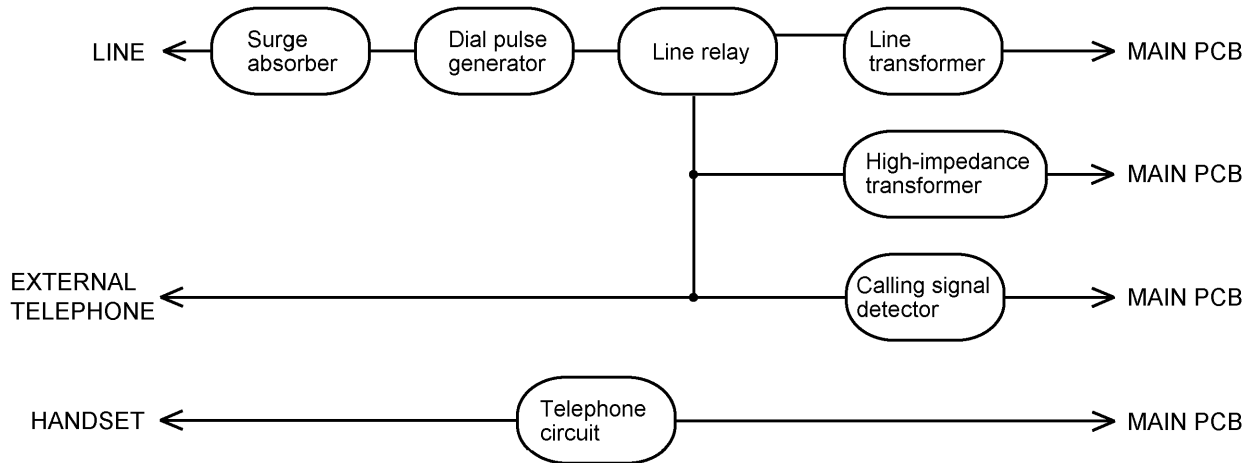 LINE
Surge
absorber
Dial pulse
generator
Line relay
Line
transformer
MAIN PCB
High-impedance
transformer
MAIN PCB
EXTERNAL
TELEPHONE
Calling signal
detector
MAIN PCB
HANDSET
Telephone
circuit
MAIN PCB